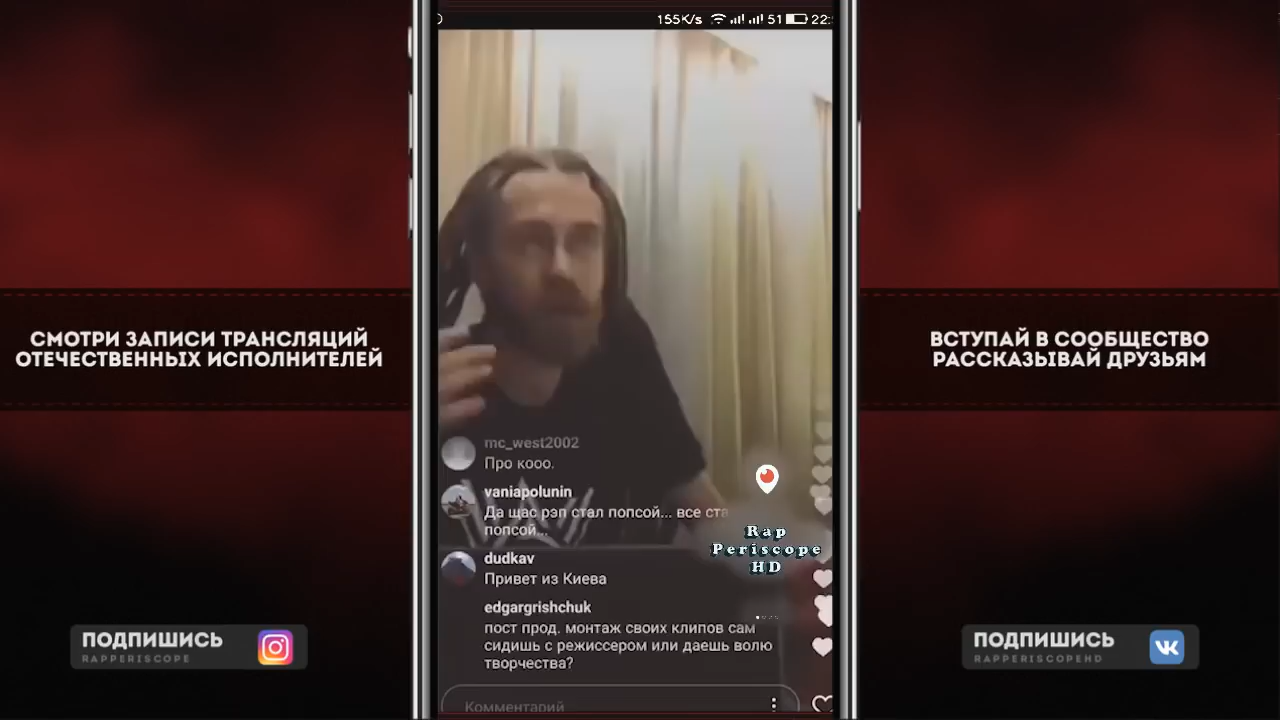 155K/s 51 22:
СМОТРИ ЗАПИСИ ТРАНСЛЯЦИЙ
ОТЕЧЕСТВЕННЫХ ИСПОЛНИТЕЛЕЙ
ПОДПИШИСЬ
RAPPERISCOPE
mc_west2002
Про кооо.
vaniapolunin
Да щас рэп стал попсой... все ста
попсой...
dudkav
Привет из Киева
edgargrishchuk
пост прод. монтаж своих клипов сам
сидишь с режиссером или даешь волю
творчества?
Комментарий
Rap
Periscope
HD
ВСТУПАЙ В СООБЩЕСТВО
РАССКАЗЫВАЙ ДРУЗЬЯМ
ПОДПИШИСЬ
RAPPERISCOPEHD